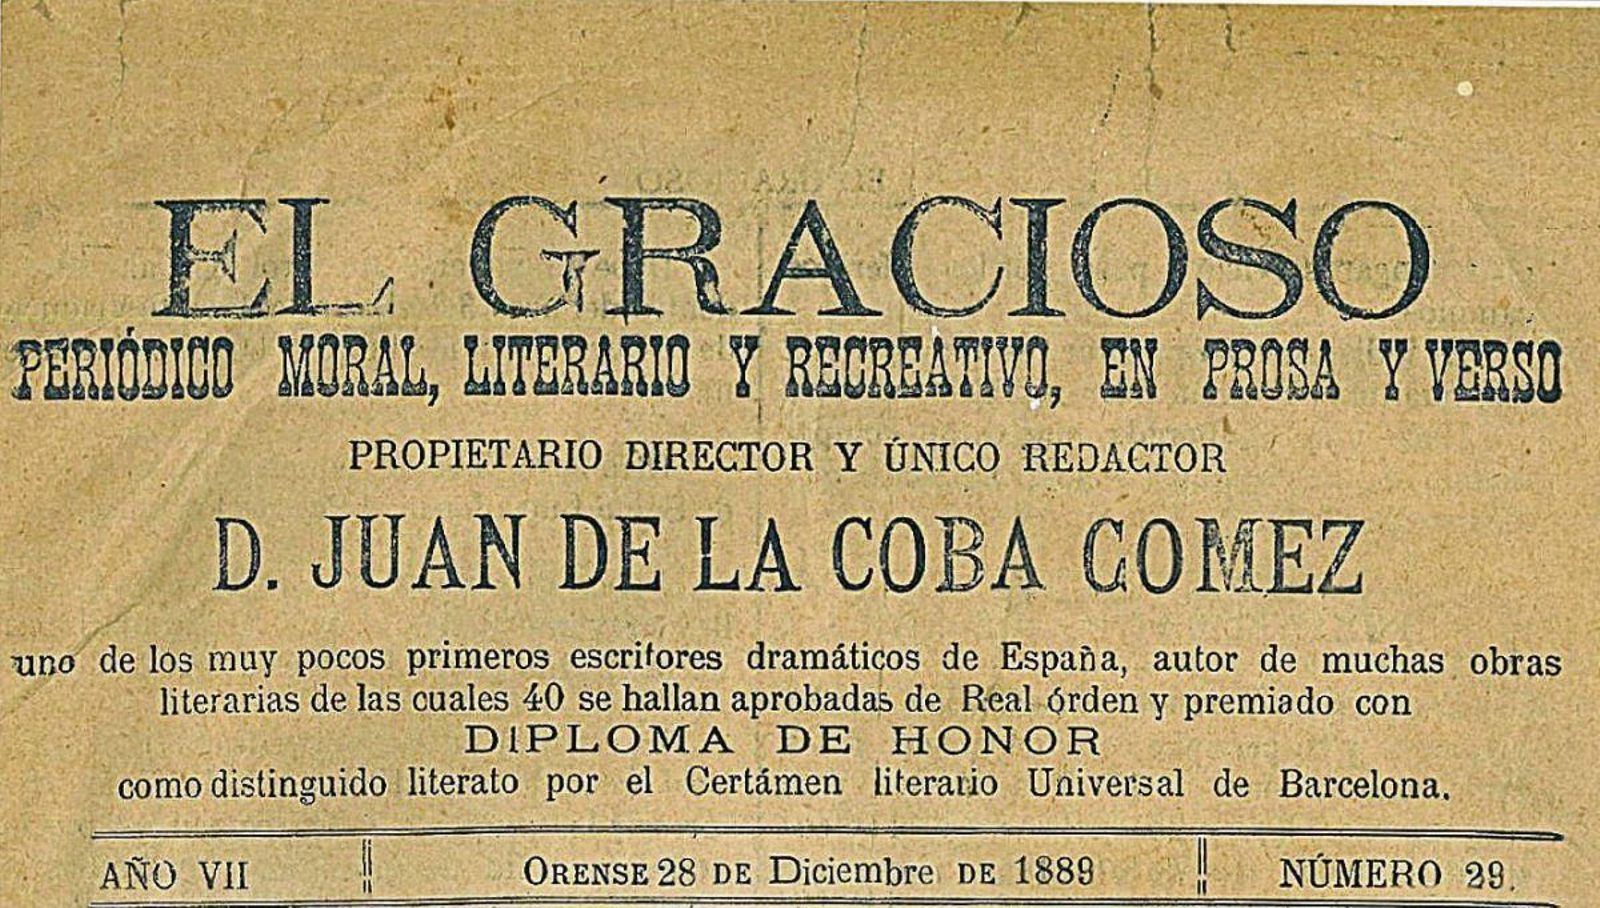 EL GRACIOSO
PERIÓDICO MORAL, LITERARIO Y RECREATIVO, EN PROSA Y VERSO
PROPIETARIO DIRECTOR Y ÚNICO REDACTOR
D. JUAN DE LA COBA GOMEZ
uno de los muy pocos primeros escritores dramáticos de España, autor de muchas obras
literarias de las cuales 40 se hallan aprobadas de Real órden y premiado con
DIPLOMA DE HONOR
como distinguido literato por el Certámen literario Universal de Barcelona.
AÑO VII ORENSE 28 DE Diciembre DE 1889 NÚMERO 29.